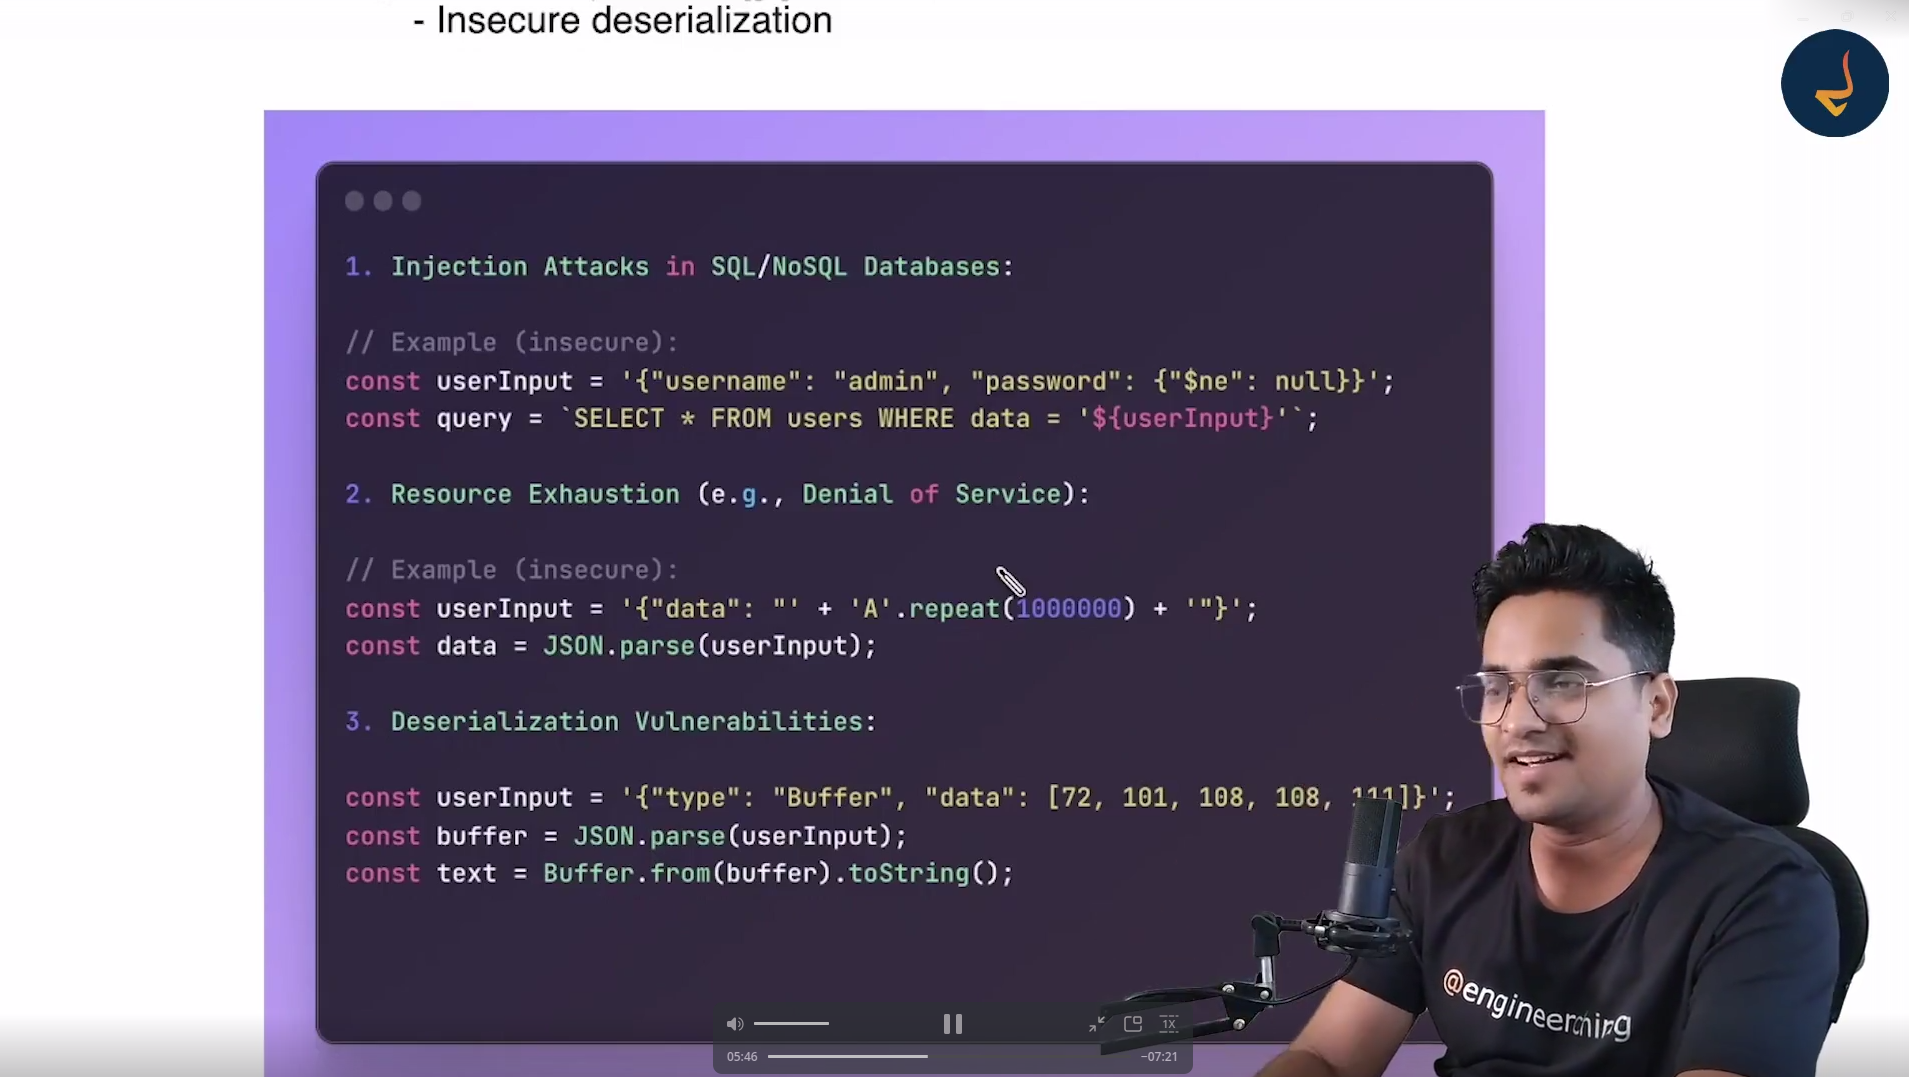 - Insecure deserialization
1. Injection Attacks in SQL/NoSQL Databases:
// Example (insecure):
const userInput = '{"username": "admin", "password": {"$ne": null}}';
const query = `SELECT * FROM users WHERE data = '${userInput}'`;
2. Resource Exhaustion (e.g., Denial of Service):
// Example (insecure):
const userInput = '{"data": "' + 'A'.repeat(1000000) + '"}';
const data = JSON.parse(userInput);
3. Deserialization Vulnerabilities:
const userInput = '{"type": "Buffer", "data": [72, 101, 108, 108, 111]}';
const buffer = JSON.parse(userInput);
const text = Buffer.from(buffer).toString();
1X
05:46
−07:21